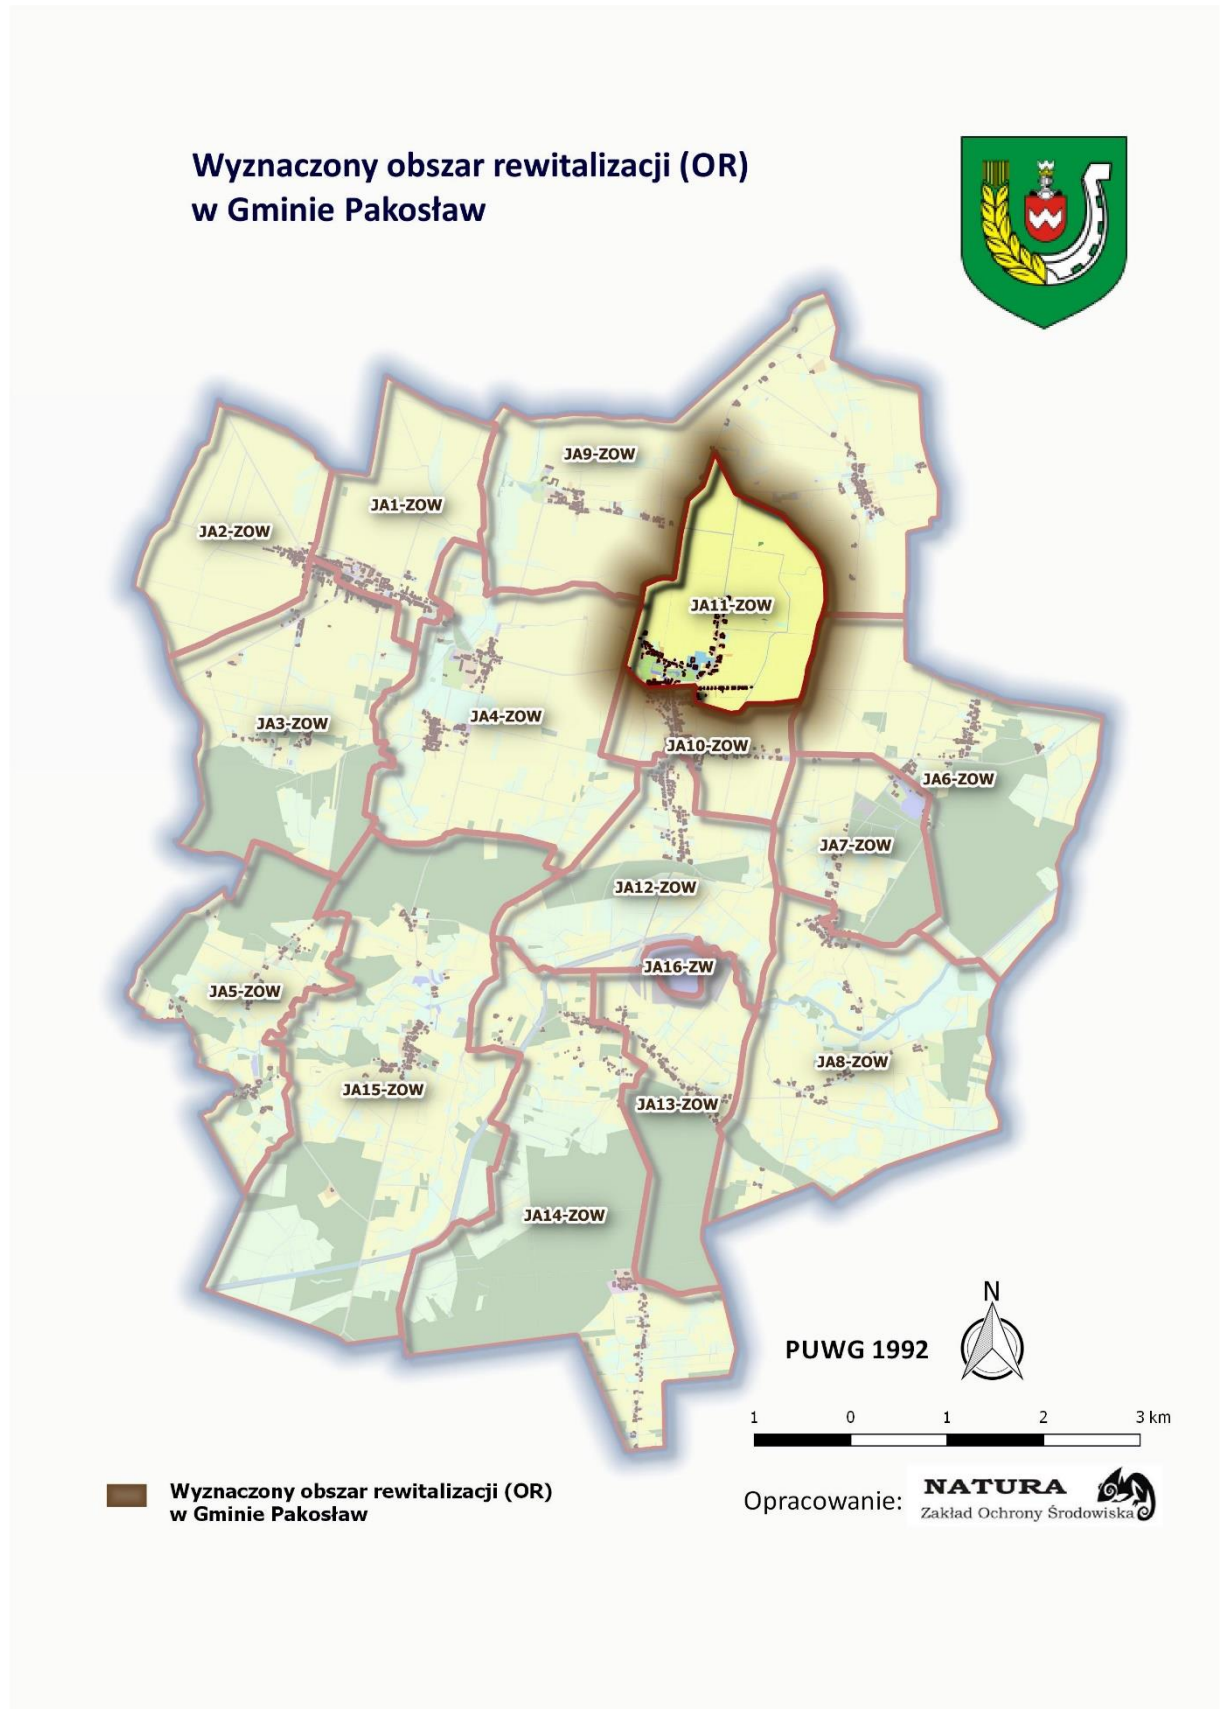 Wyznaczony obszar rewitalizacji (OR)
w Gminie Pakosław
JA9-ZOW
JA1-ZOW
JA2-ZOW
JA11-ZOW
JA3-ZOW
JA4-ZOW
JA10-ZOW
JA6-ZOW
JA7-ZOW
JA12-ZOW
JA16-ZW
JA5-ZOW
JA8-ZOW
JA15-ZOW
JA13-ZOW
JA14-ZOW
N
PUWG 1992
1 0 1 2 3 km
Wyznaczony obszar rewitalizacji (OR)
w Gminie Pakosław
Opracowanie:
NATURA
Zakład Ochrony Środowiska